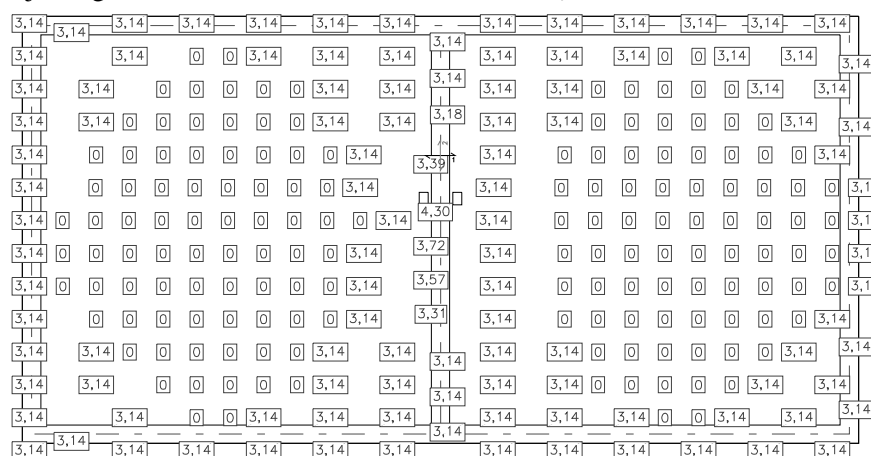 3,14 3,14 3,14 3,14 3,14 3,14 3,14 3,14 3,14 3,14 3,14 3,14
3,14 3,14
3,14 3,14 0 0 3,14 3,14 3,14 3,14 3,14 3,14 0 0 3,14 3,14 3,14
3,14 3,14 0 0 0 0 0 3,14 3,14 3,14 3,14 3,14 0 0 0 0 0 3,14 3,14
3,14 3,14 0 0 0 0 0 0 3,14 3,14 3,18 3,14 3,14 0 0 0 0 0 0 3,14 3,14
3,14 0 0 0 0 0 0 0 0 3,14 3,39 3,14 0 0 0 0 0 0 0 0 3,14
3,14 0 0 0 0 0 0 0 0 3,14 3,14 0 0 0 0 0 0 0 0 0
3,14 0 0 0 0 0 0 0 0 0 0 3,14 4,30 3,14 0 0 0 0 0 0 0 0 0 3,1
3,14 0 0 0 0 0 0 0 0 0 3,14 3,72 3,14 0 0 0 0 0 0 0 0 0 3,1
3,14 0 0 0 0 0 0 0 0 0 3,14 3,57 3,14 0 0 0 0 0 0 0 0 0 3,1
3,14 0 0 0 0 0 0 0 0 3,14 3,31 3,14 0 0 0 0 0 0 0 0 3,14
3,14 3,14 0 0 0 0 0 0 3,14 3,14 3,14 3,14 3,14 0 0 0 0 0 0 3,14 3,14
3,14 3,14 0 0 0 0 0 3,14 3,14 3,14 3,14 3,14 0 0 0 0 0 3,14 3,14
3,14 3,14 0 0 3,14 3,14 3,14 3,14 3,14 3,14 0 0 3,14 3,14 3,14
3,14 3,14
3,14 3,14 3,14 3,14 3,14 3,14 3,14 3,14 3,14 3,14 3,14 3,14